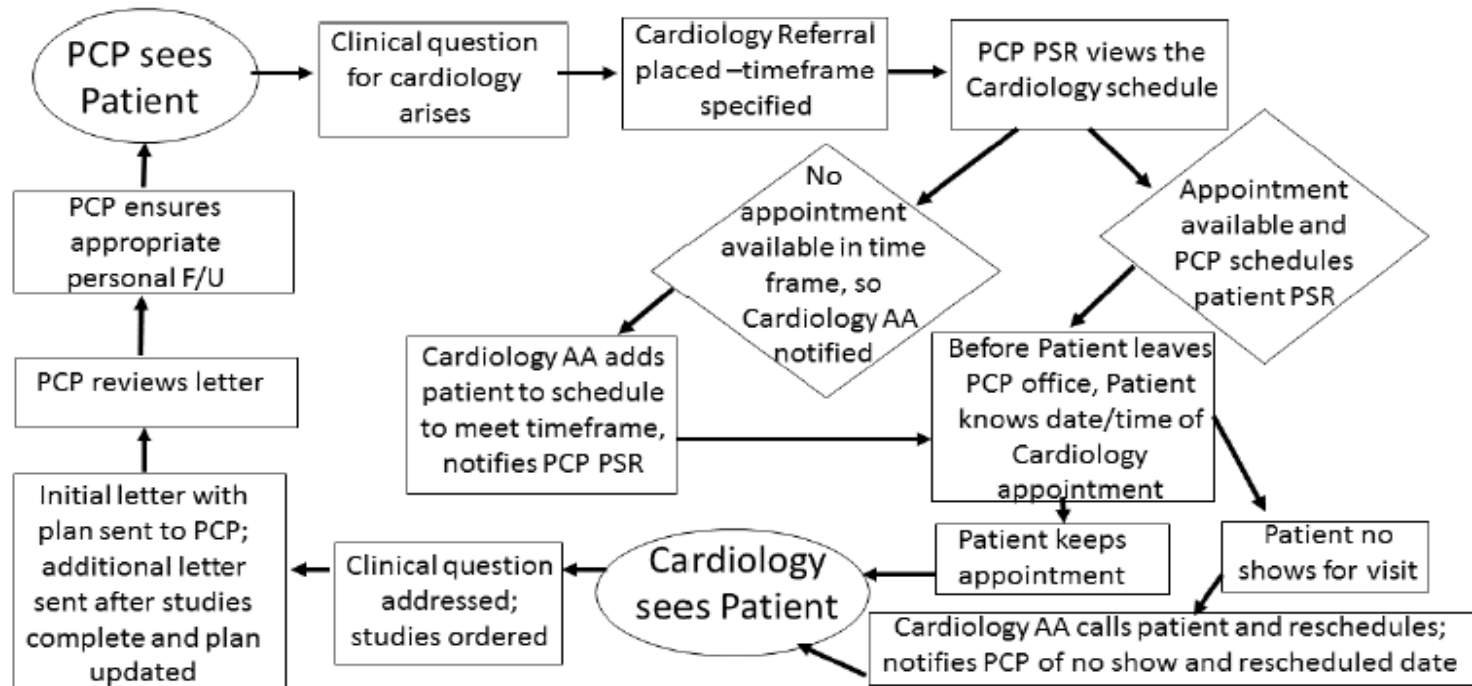 PCP sees
Patient
Clinical question
for cardiology
arises
Cardiology Referral
placed –timeframe
specified
PCP PSR views the
Cardiology schedule
No
appointment
available in time
frame, so
Cardiology AA
notified
Appointment
available and
PCP schedules
patient PSR
Cardiology AA adds
patient to schedule
to meet timeframe,
notifies PCP PSR
Before Patient leaves
PCP office, Patient
knows date/time of
Cardiology
appointment
Patient keeps
appointment
Patient no
shows for visit
Cardiology AA calls patient and reschedules;
notifies PCP of no show and rescheduled date
Cardiology
sees Patient
Clinical question
addressed;
studies ordered
Initial letter with
plan sent to PCP;
additional letter
sent after studies
complete and plan
updated
PCP reviews letter
PCP ensures
appropriate
personal F/U